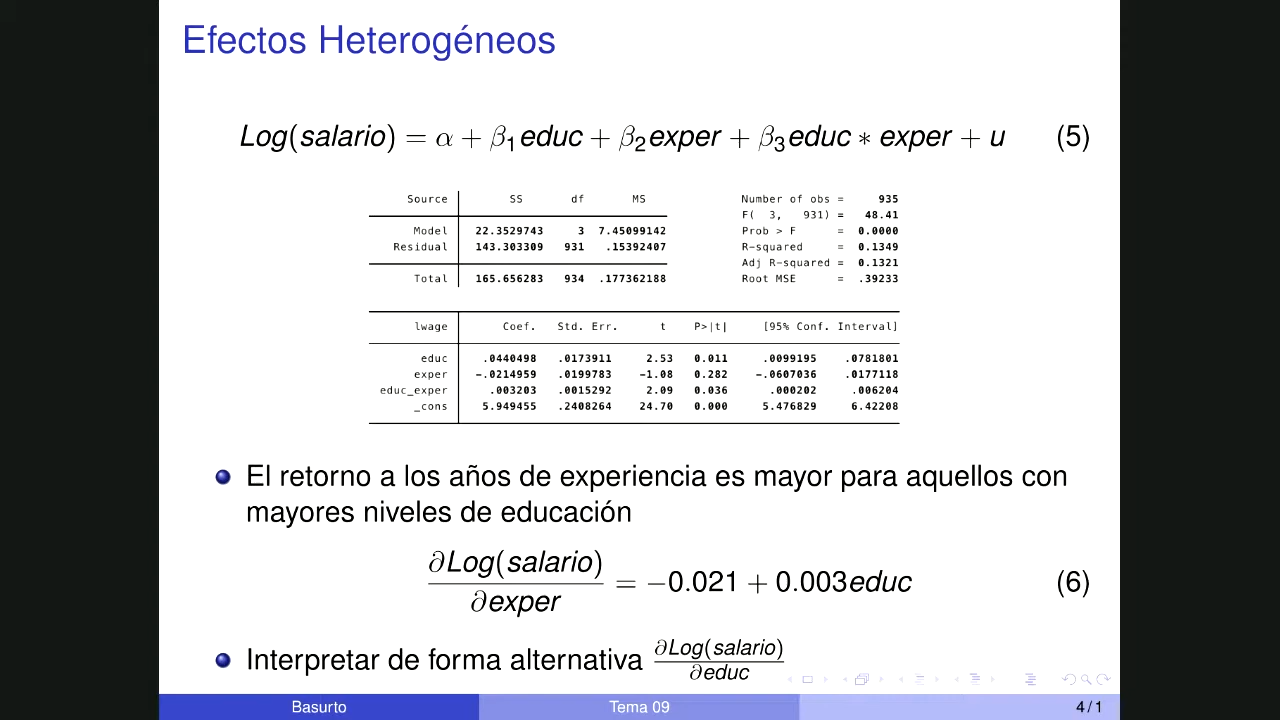 Efectos Heterogéneos
Log(salario) = α + β₁educ + β₂exper + β₃educ ∗ exper + u (5)
Source SS df MS Number of obs = 935
F( 3, 931) = 48.41
Model 22.3529743 3 7.45099142 Prob > F = 0.0000
Residual 143.303309 931 .15392407 R-squared = 0.1349
Adj R-squared = 0.1321
Total 165.656283 934 .177362188 Root MSE = .39233
lwage Coef. Std. Err. t P>|t| [95% Conf. Interval]
educ .0440498 .0173911 2.53 0.011 .0099195 .0781801
exper -.0214959 .0199783 -1.08 0.282 -.0607036 .0177118
educ_exper .003203 .0015292 2.09 0.036 .000202 .006204
_cons 5.949455 .2408264 24.70 0.000 5.476829 6.42208
El retorno a los años de experiencia es mayor para aquellos con
mayores niveles de educación
∂Log(salario)/∂exper = −0.021 + 0.003educ (6)
Interpretar de forma alternativa ∂Log(salario)/∂educ
Basurto Tema 09 4 / 1